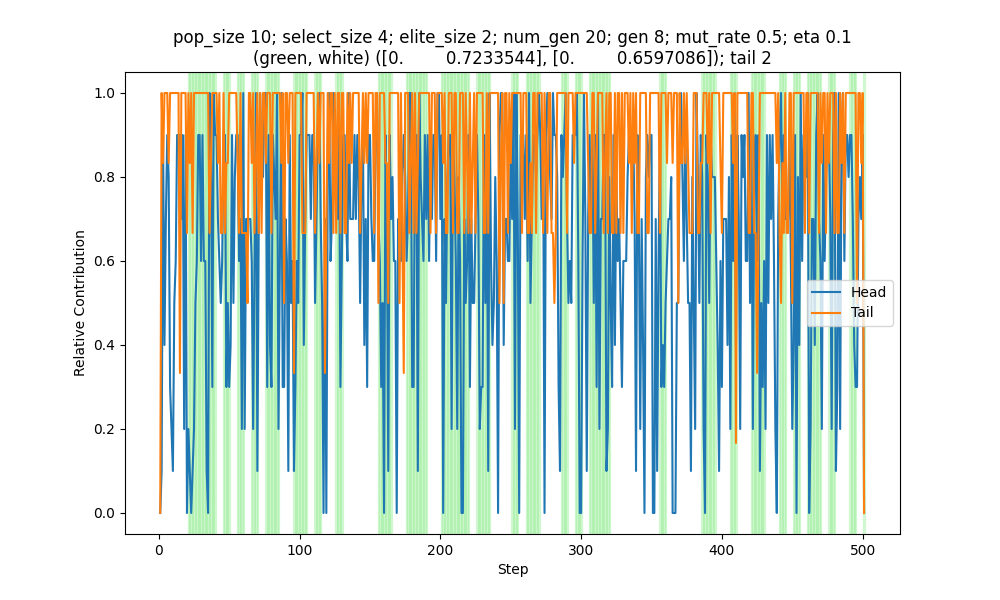 pop_size 10; select_size 4; elite_size 2; num_gen 20; gen 8; mut_rate 0.5; eta 0.1
(green, white) ([0.         0.7233544], [0.         0.6597086]); tail 2
1.0
0.8
0.6
0.4
0.2
0.0
Relative Contribution
Head
Tail
0
100
200
300
400
500
Step